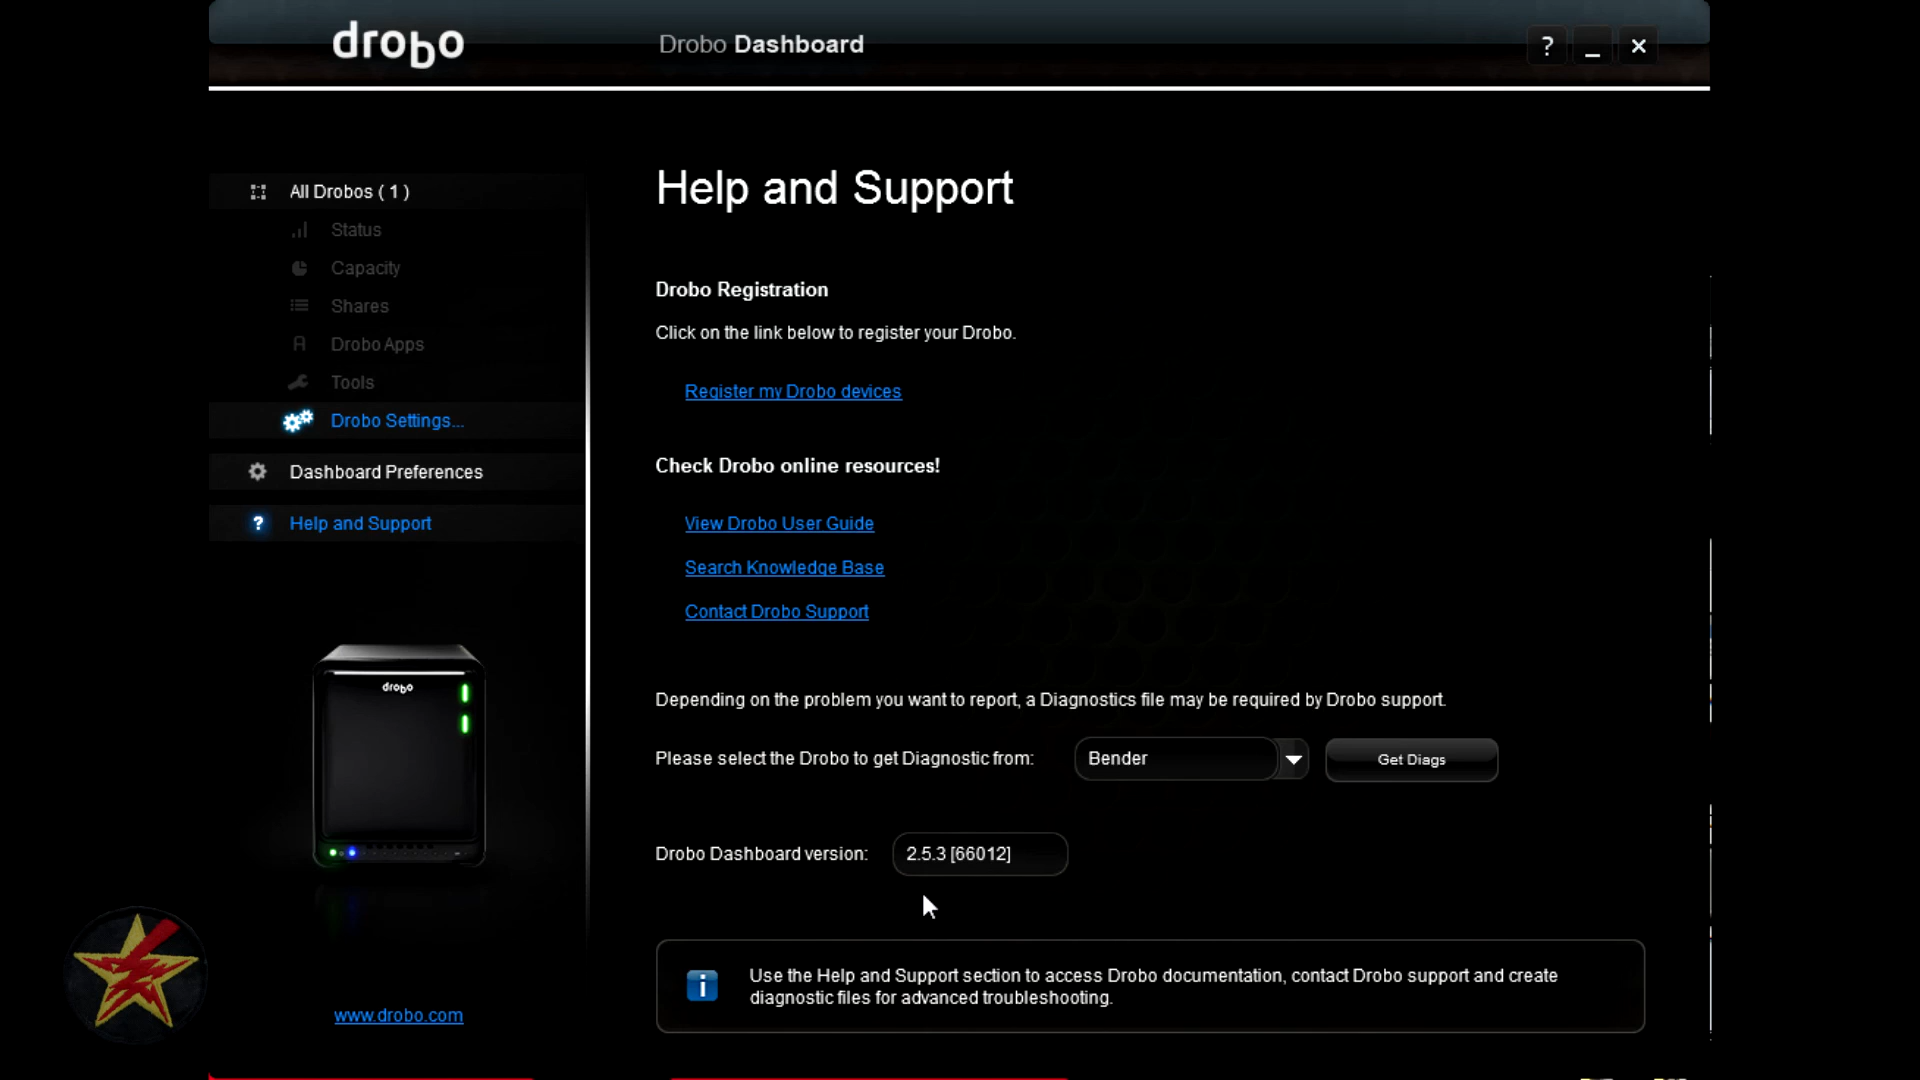 drobo
Drobo Dashboard
?
All Drobos ( 1 )
Status
Capacity
Shares
Drobo Apps
Tools
Drobo Settings...
Dashboard Preferences
? Help and Support
drobo
www.drobo.com
Help and Support
Drobo Registration
Click on the link below to register your Drobo.
Register my Drobo devices
Check Drobo online resources!
View Drobo User Guide
Search Knowledge Base
Contact Drobo Support
Depending on the problem you want to report, a Diagnostics file may be required by Drobo support.
Please select the Drobo to get Diagnostic from: Bender Get Diags
Drobo Dashboard version: 2.5.3 [66012]
i
Use the Help and Support section to access Drobo documentation, contact Drobo support and create
diagnostic files for advanced troubleshooting.